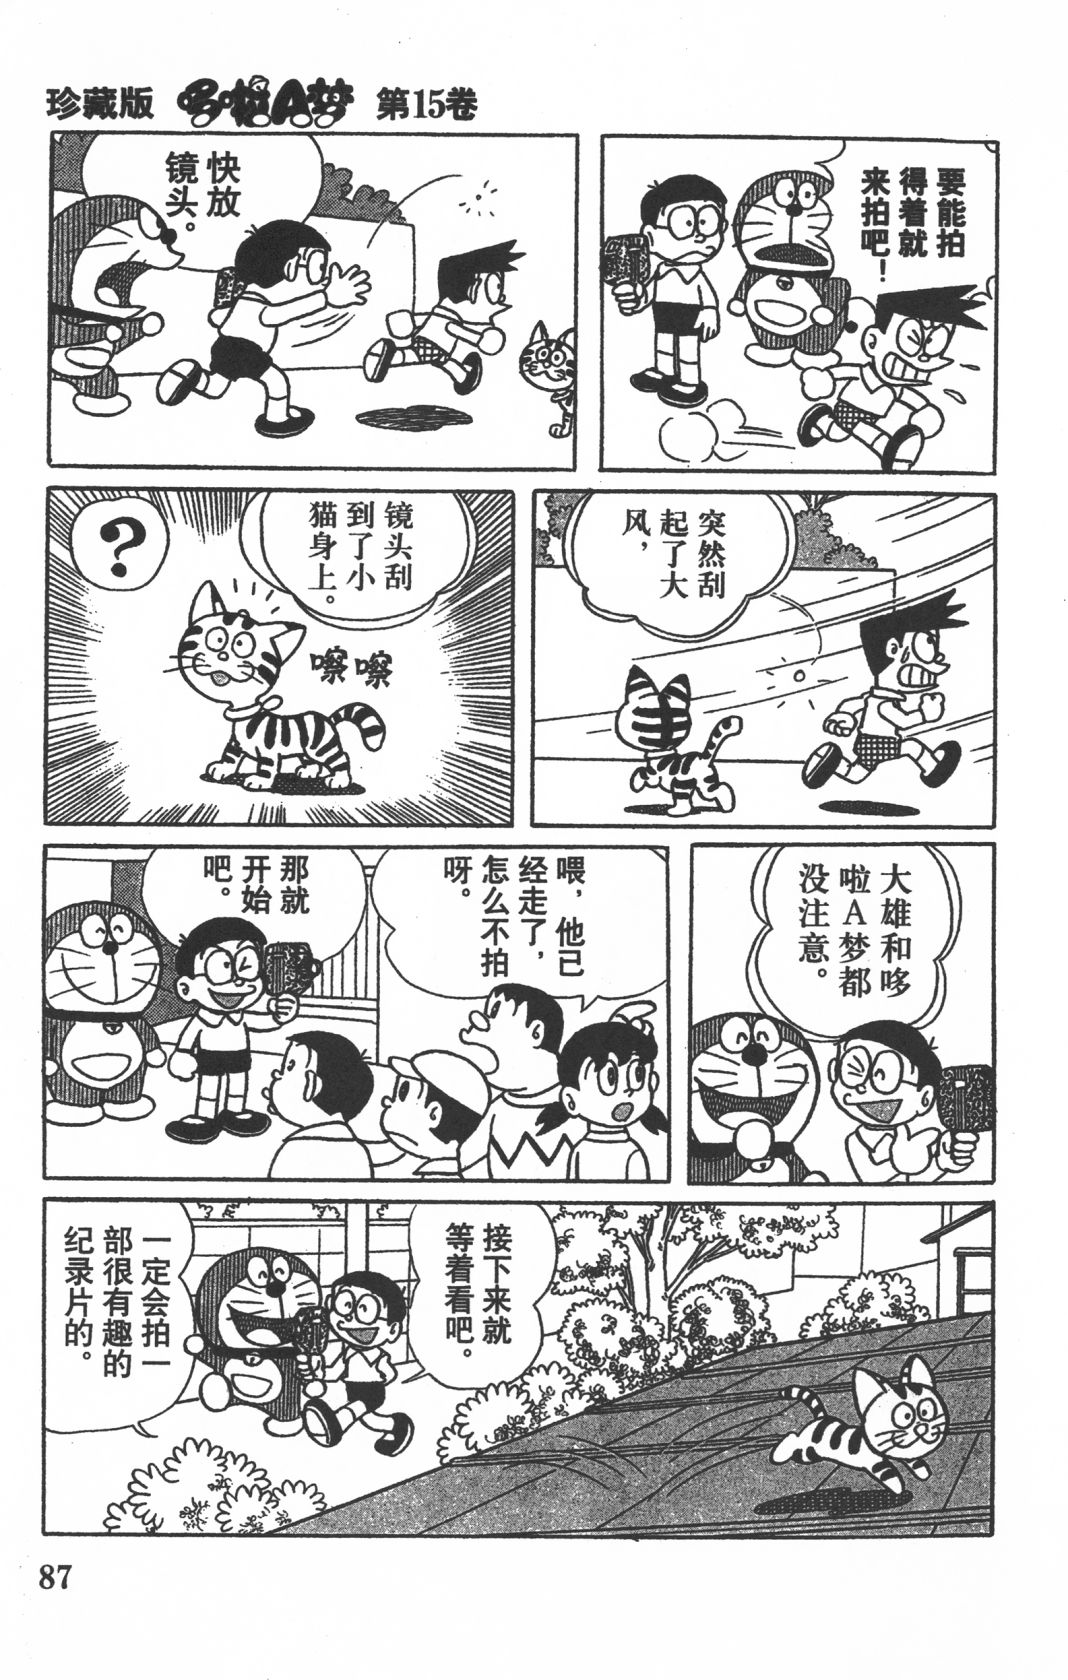 珍藏版 哆啦A梦 第15卷
要能拍
得着就
来拍吧！
快放
镜头。
突然刮
起了大
风，
镜头刮
到了小
猫身上。
嚓嚓
?
大雄和哆
啦A梦都
没注意。
喂，他已
经走了，
怎么不拍
呀。
那就
开始
吧。
接下来就
等着看吧。
一定会拍一
部很有趣的
纪录片的。
87